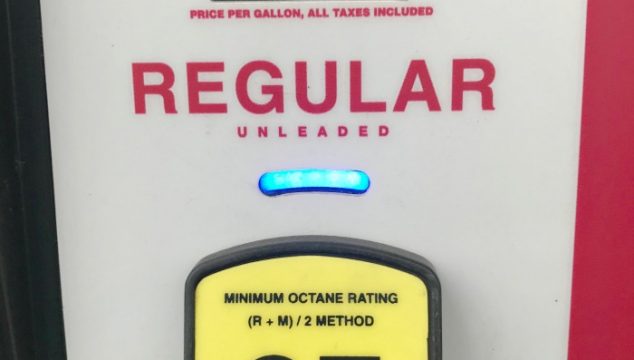 PRICE PER GALLON, ALL TAXES INCLUDED
REGULAR
UNLEADED
MINIMUM OCTANE RATING
(R + M) / 2 METHOD